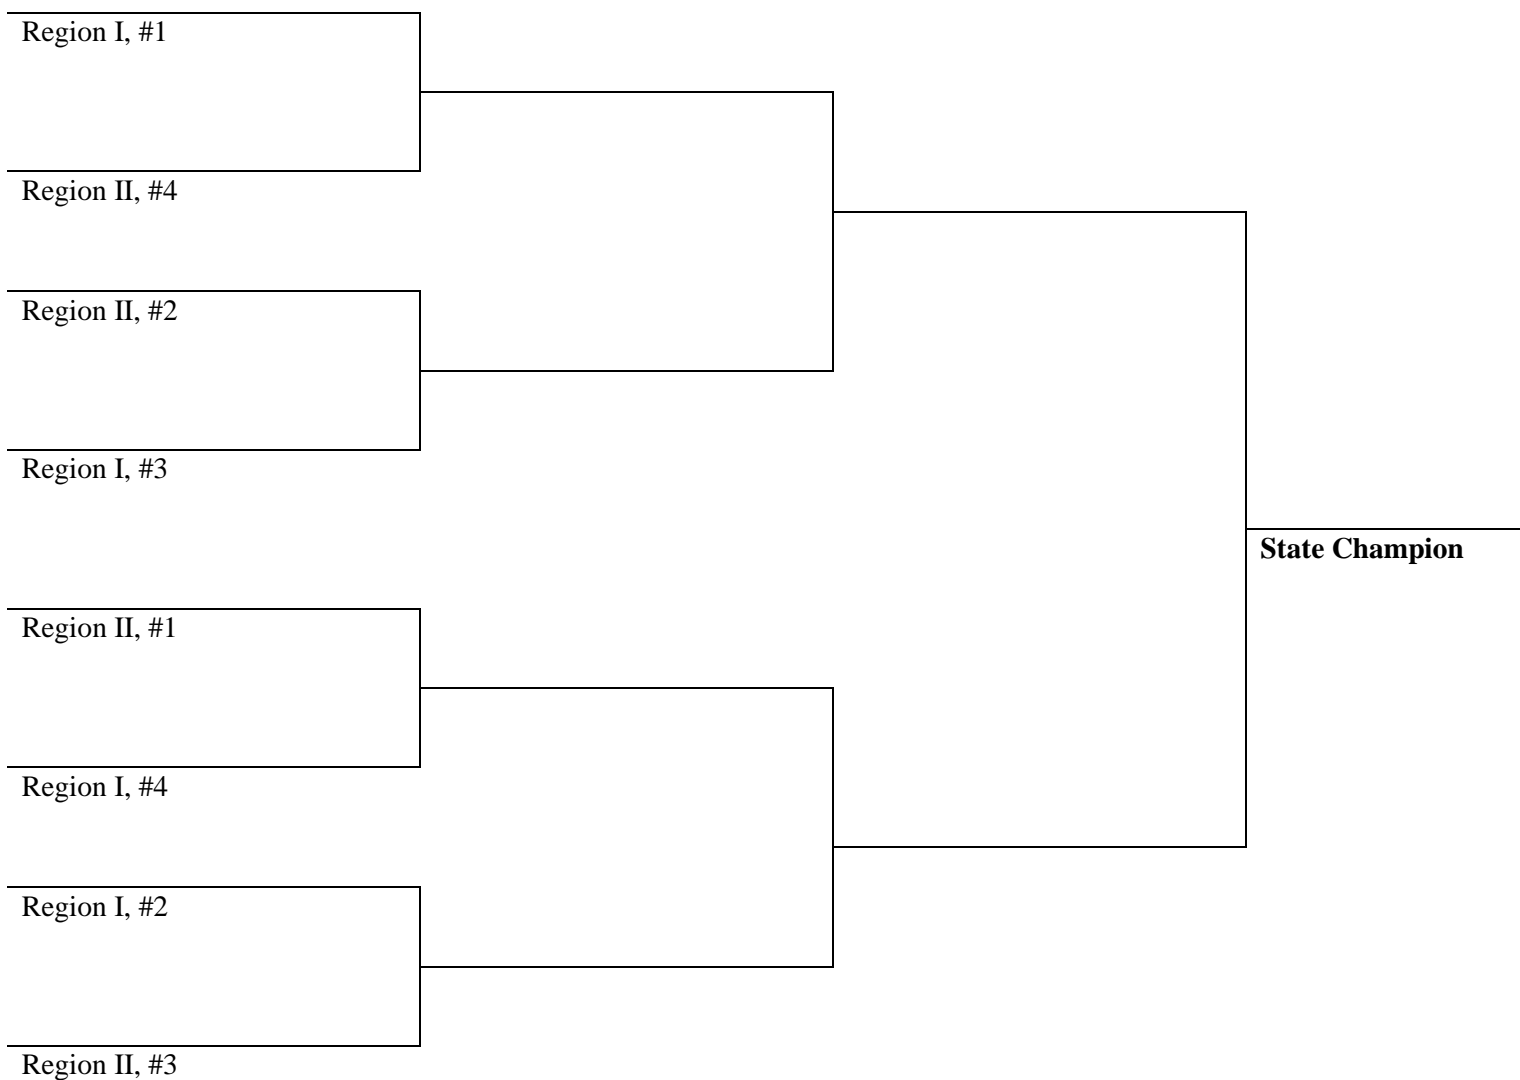 Region I, #1
Region II, #4
Region II, #2
Region I, #3
State Champion
Region II, #1
Region I, #4
Region I, #2
Region II, #3